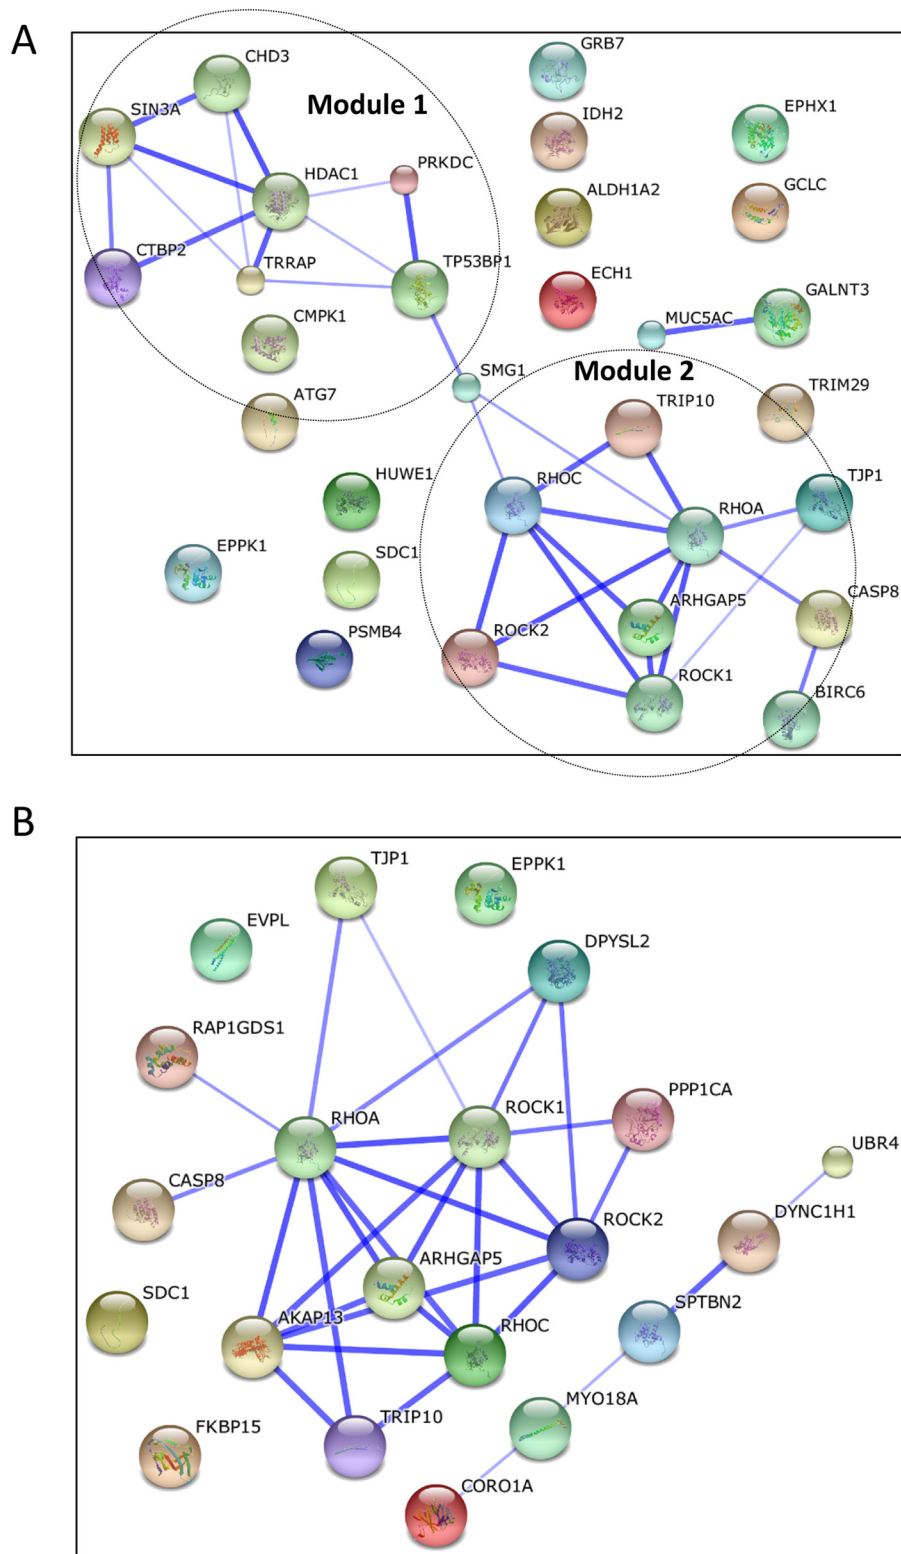 A
GRB7
CHD3
Module 1
IDH2
EPHX1
SIN3A
PRKDC
HDAC1
ALDH1A2
GCLC
CTBP2
TRRAP
TP53BP1
ECH1
GALNT3
CMPK1
MUC5AC
SMG1
Module 2
ATG7
TRIP10
TRIM29
RHOC
TJP1
HUWE1
RHOA
EPPK1
SDC1
ARHGAP5
CASP8
ROCK2
PSMB4
ROCK1
BIRC6
B
TJP1
EPPK1
EVPL
DPYSL2
RAP1GDS1
PPP1CA
RHOA
ROCK1
UBR4
CASP8
DYNC1H1
ROCK2
ARHGAP5
SDC1
SPTBN2
AKAP13
RHOC
MYO18A
FKBP15
TRIP10
CORO1A